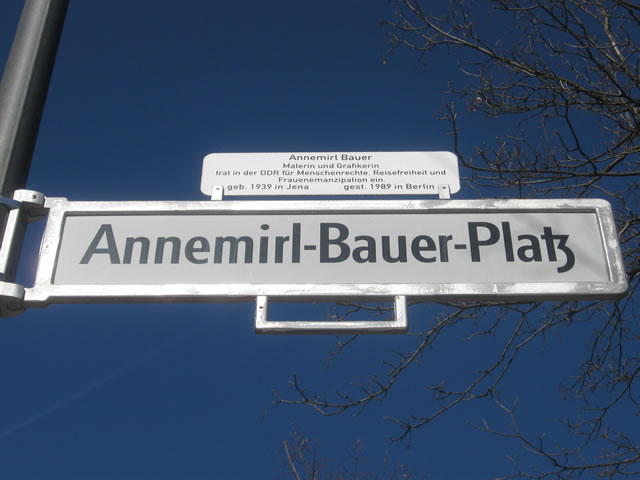 Annemirl Bauer
Malerin und Grafikerin
trat in der DDR für Menschenrechte, Reisefreiheit und
Frauenemanzipation ein
geb. 1939 in Jena gest. 1989 in Berlin
Annemirl-Bauer-Platz